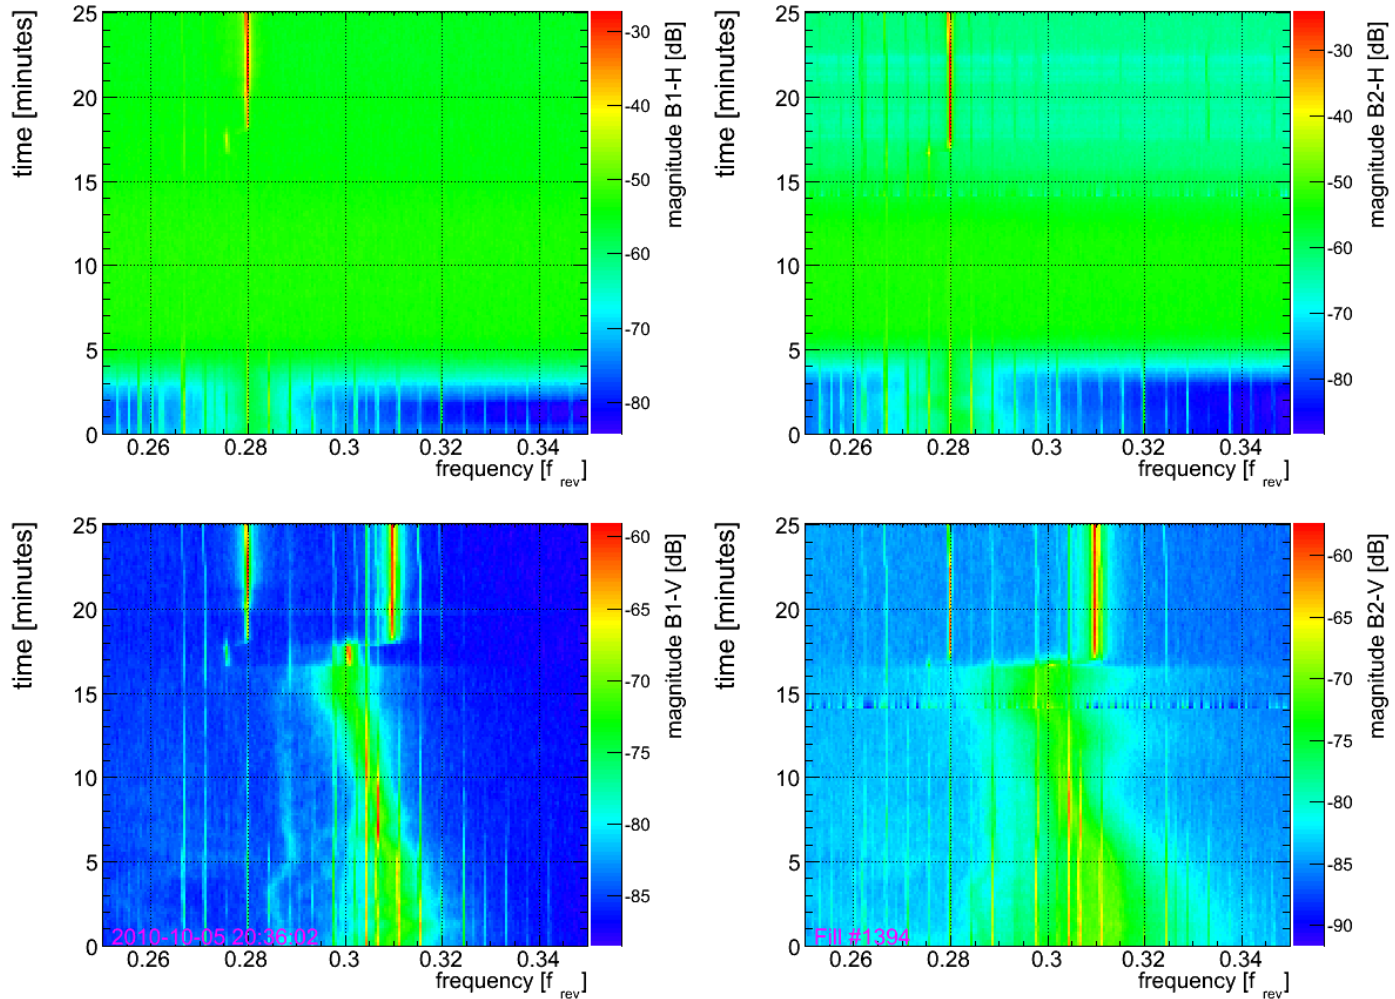 25
20
15
10
5
0
time [minutes]
0.26 0.28 0.3 0.32 0.34
frequency [f rev]
-30
-40
-50
-60
-70
-80
magnitude B1-H [dB]
25
20
15
10
5
0
time [minutes]
0.26 0.28 0.3 0.32 0.34
frequency [f rev]
-30
-40
-50
-60
-70
-80
magnitude B2-H [dB]
25
20
15
10
5
0
time [minutes]
2010-10-05 20:36:02
0.26 0.28 0.3 0.32 0.34
frequency [f rev]
-60
-65
-70
-75
-80
-85
magnitude B1-V [dB]
25
20
15
10
5
0
time [minutes]
Fill #1394
0.26 0.28 0.3 0.32 0.34
frequency [f rev]
-60
-65
-70
-75
-80
-85
-90
magnitude B2-V [dB]